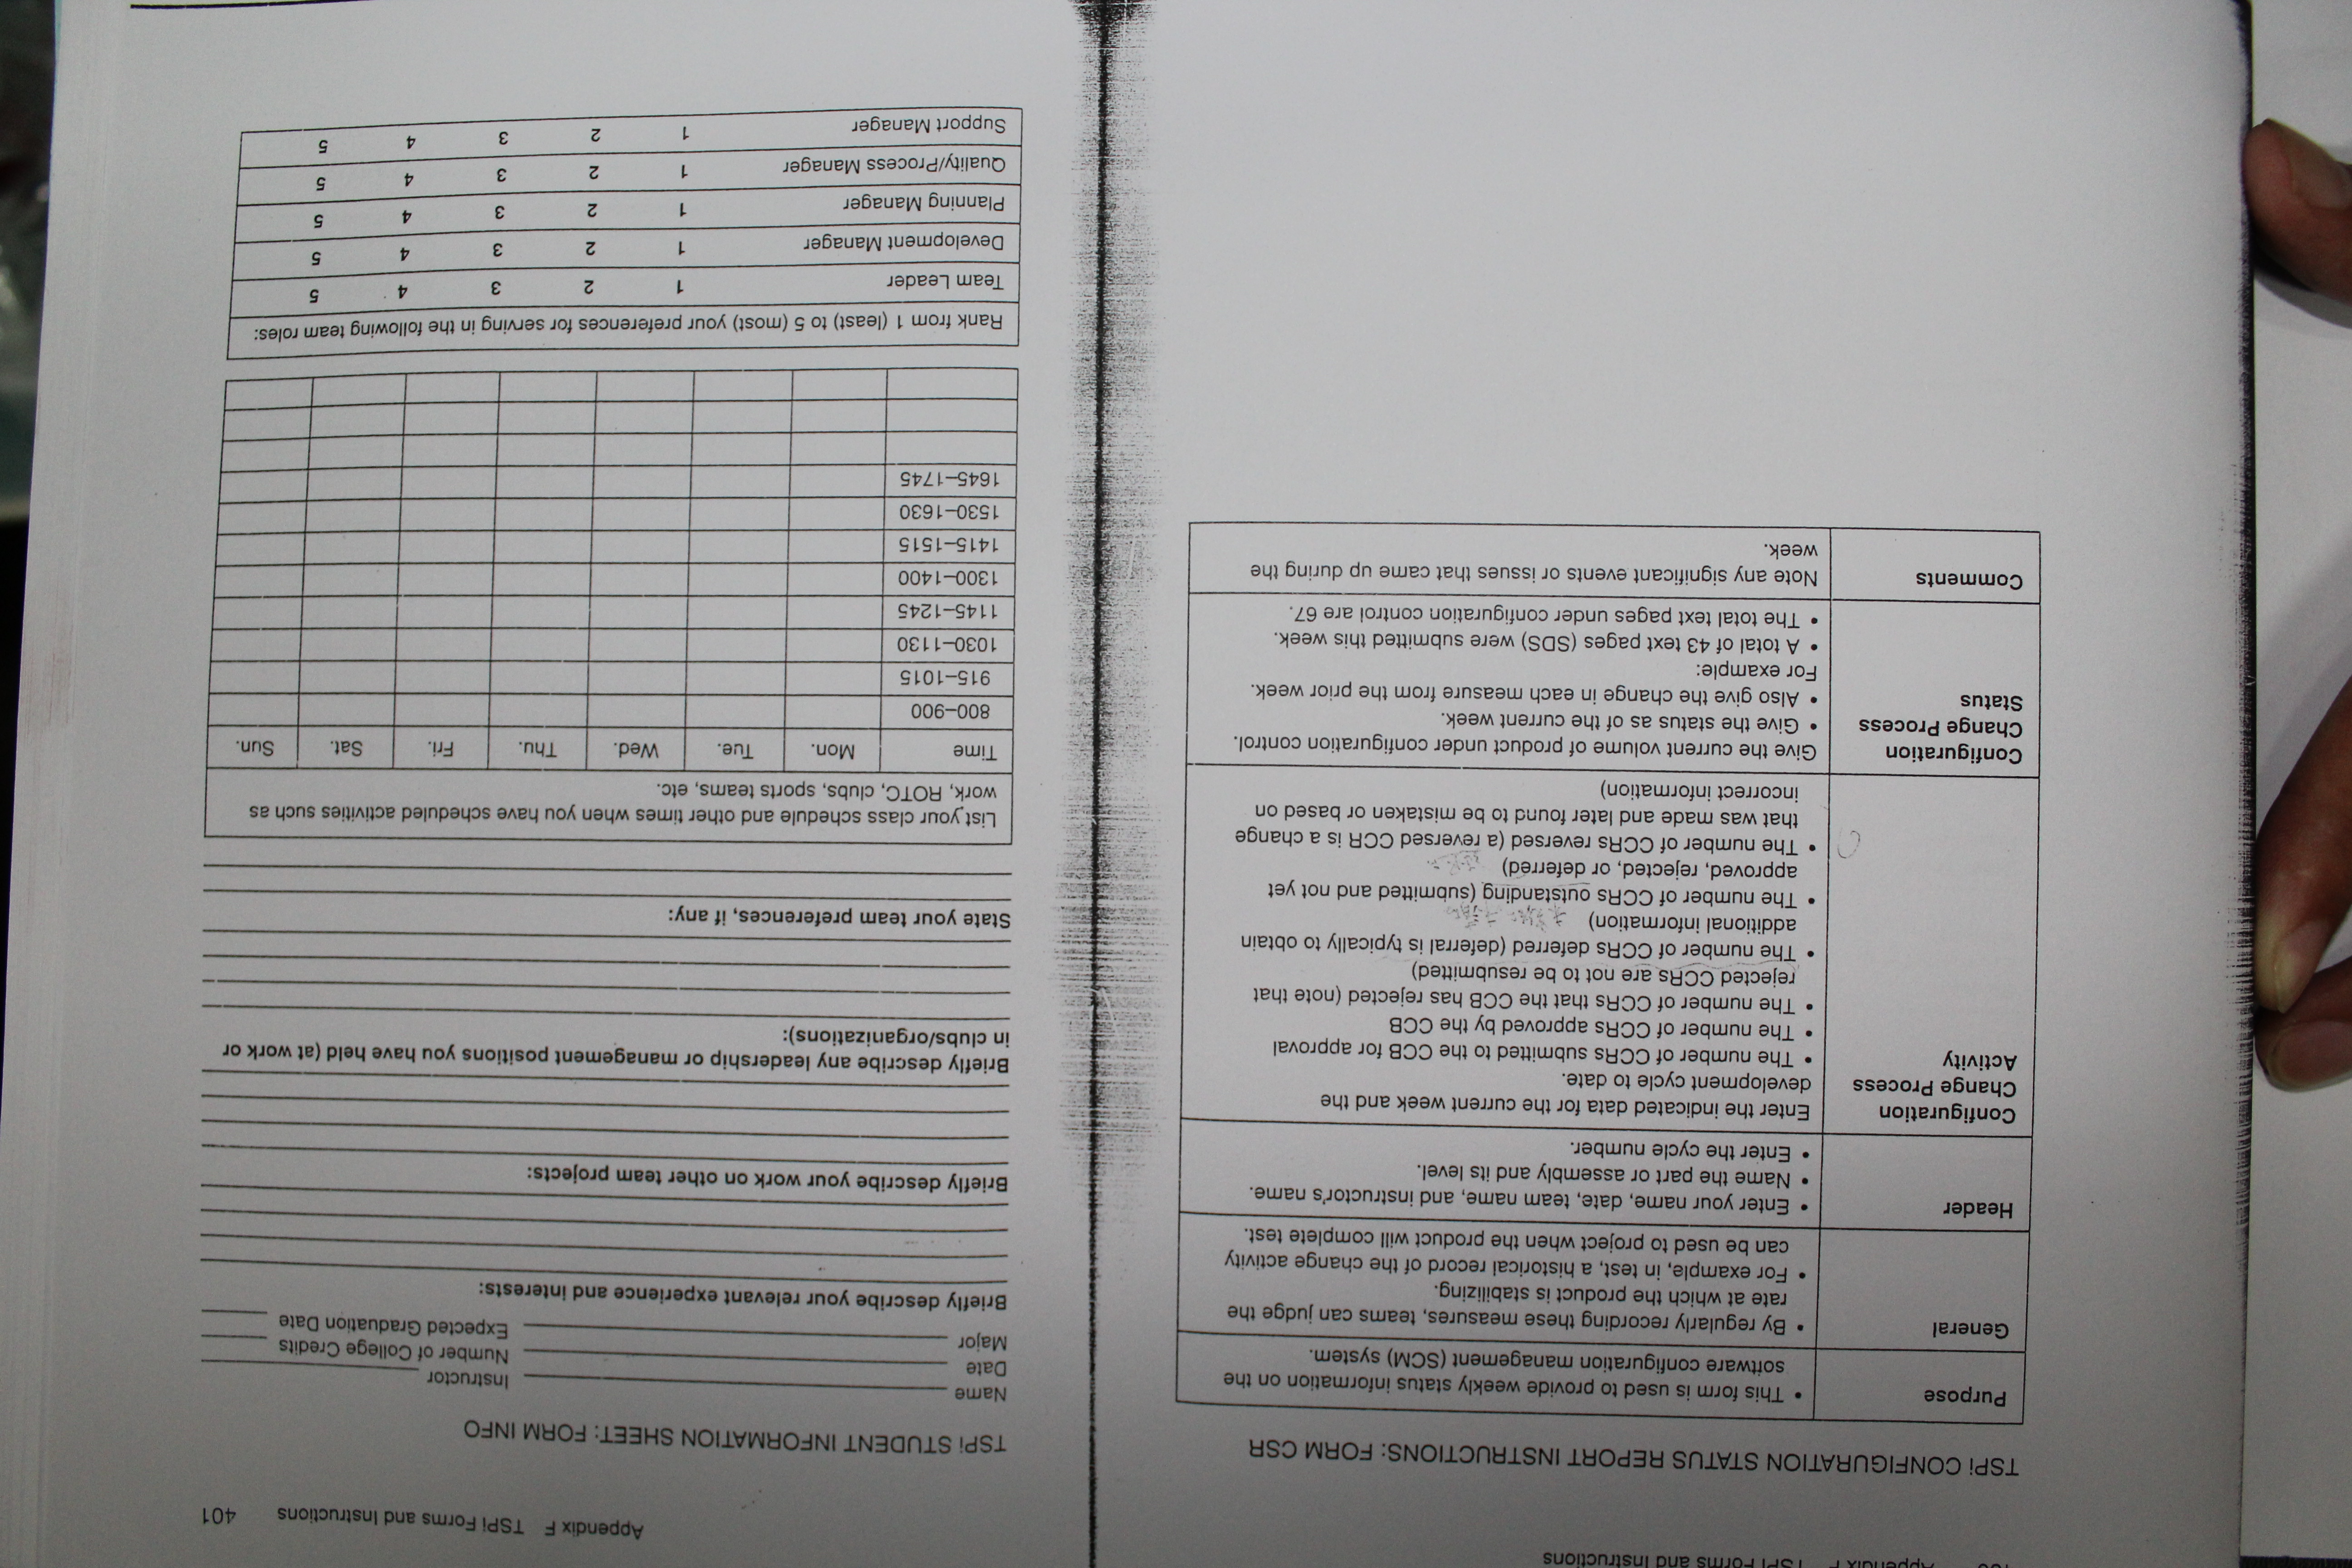 Appendix F TSPi Forms and Instructions
TSPi CONFIGURATION STATUS REPORT INSTRUCTIONS: FORM CSR
Purpose
• This form is used to provide weekly status information on the
software configuration management (SCM) system.
General
• By regularly recording these measures, teams can judge the
rate at which the product is stabilizing.
• For example, in test, a historical record of the change activity
can be used to project when the product will complete test.
Header
• Enter your name, date, team name, and instructor's name.
• Name the part or assembly and its level.
• Enter the cycle number.
Configuration
Change Process
Activity
Enter the indicated data for the current week and the
development cycle to date.
• The number of CCRs submitted to the CCB for approval
• The number of CCRs approved by the CCB
• The number of CCRs that the CCB has rejected (note that
rejected CCRs are not to be resubmitted)
• The number of CCRs deferred (deferral is typically to obtain
additional information)
• The number of CCRs outstanding (submitted and not yet
approved, rejected, or deferred)
• The number of CCRs reversed (a reversed CCR is a change
that was made and later found to be mistaken or based on
incorrect information)
Configuration
Change Process
Status
Give the current volume of product under configuration control.
• Give the status as of the current week.
• Also give the change in each measure from the prior week.
For example:
• A total of 43 text pages (SDS) were submitted this week.
• The total text pages under configuration control are 67.
Comments
Note any significant events or issues that came up during the
week.
Appendix F TSPi Forms and Instructions 401
TSPi STUDENT INFORMATION SHEET: FORM INFO
Name Instructor
Date Number of College Credits
Major Expected Graduation Date
Briefly describe your relevant experience and interests:
Briefly describe your work on other team projects:
Briefly describe any leadership or management positions you have held (at work or
in clubs/organizations):
State your team preferences, if any:
List your class schedule and other times when you have scheduled activities such as
work, ROTC, clubs, sports teams, etc.
Time Mon. Tue. Wed. Thu. Fri. Sat. Sun.
800–900
915–1015
1030–1130
1145–1245
1300–1400
1415–1515
1530–1630
1645–1745
Rank from 1 (least) to 5 (most) your preferences for serving in the following team roles:
Team Leader 1 2 3 4 5
Development Manager 1 2 3 4 5
Planning Manager 1 2 3 4 5
Quality/Process Manager 1 2 3 4 5
Support Manager 1 2 3 4 5